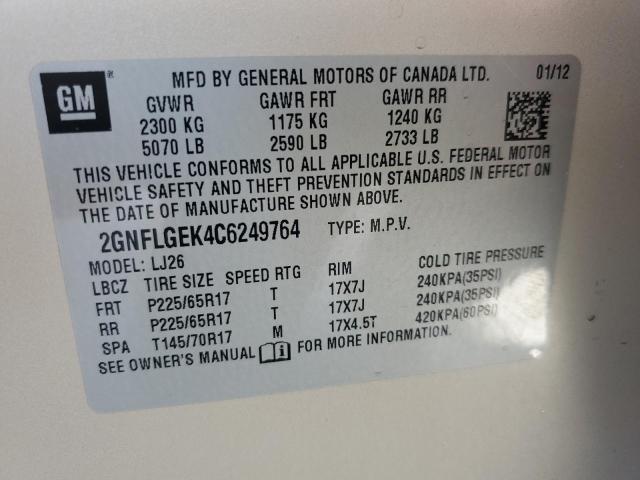 GM ® MFD BY GENERAL MOTORS OF CANADA LTD. 01/12
GVWR GAWR FRT GAWR RR
2300 KG 1175 KG 1240 KG
5070 LB 2590 LB 2733 LB
THIS VEHICLE CONFORMS TO ALL APPLICABLE U.S. FEDERAL MOTOR
VEHICLE SAFETY AND THEFT PREVENTION STANDARDS IN EFFECT ON
THE DATE OF MANUFACTURE SHOWN ABOVE.
2GNFLGEK4C6249764 TYPE: M.P.V.
MODEL: LJ26
LBCZ TIRE SIZE SPEED RTG RIM COLD TIRE PRESSURE
FRT P225/65R17 T 17X7J 240KPA(35PSI)
RR P225/65R17 T 17X7J 240KPA(35PSI)
SPA T145/70R17 M 17X4.5T 420KPA(60PSI)
SEE OWNER'S MANUAL i FOR MORE INFORMATION.